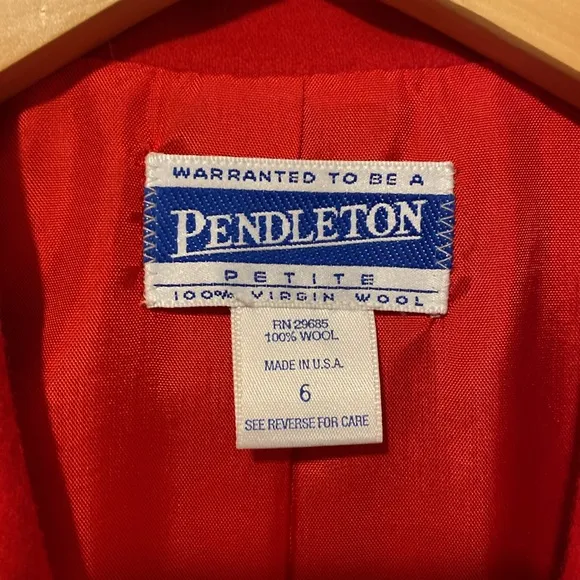 WARRANTED TO BE A
PENDLETON
PETITE
100% VIRGIN WOOL
RN 29685
100% WOOL
MADE IN U.S.A.
6
SEE REVERSE FOR CARE